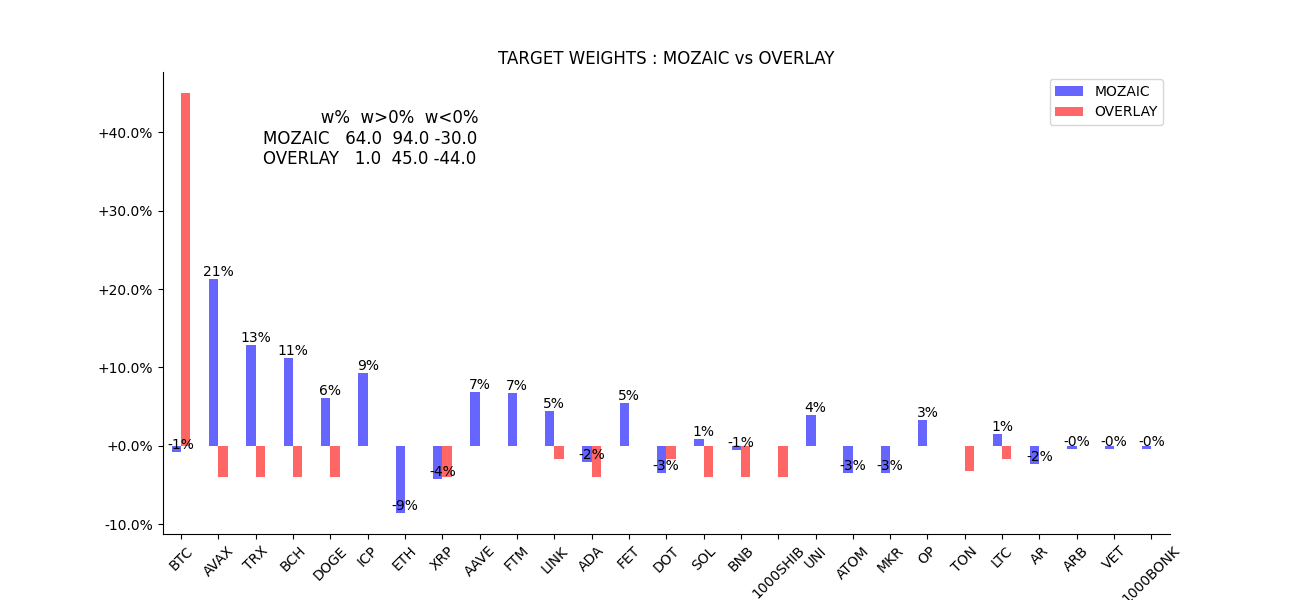 TARGET WEIGHTS : MOZAIC vs OVERLAY
MOZAIC
OVERLAY
w% w>0% w<0%
MOZAIC 64.0 94.0 -30.0
OVERLAY 1.0 45.0 -44.0
+40.0%
+30.0%
+20.0%
+10.0%
+0.0%
-10.0%
-1%
21%
13%
11%
6%
9%
-9%
-4%
7%
7%
5%
-2%
5%
-3%
1%
-1%
4%
-3%
-3%
3%
1%
-2%
-0%
-0%
-0%
BTC
AVAX
TRX
BCH
DOGE
ICP
ETH
XRP
AAVE
FTM
LINK
ADA
FET
DOT
SOL
BNB
1000SHIB
UNI
ATOM
MKR
OP
TON
LTC
AR
ARB
VET
1000BONK